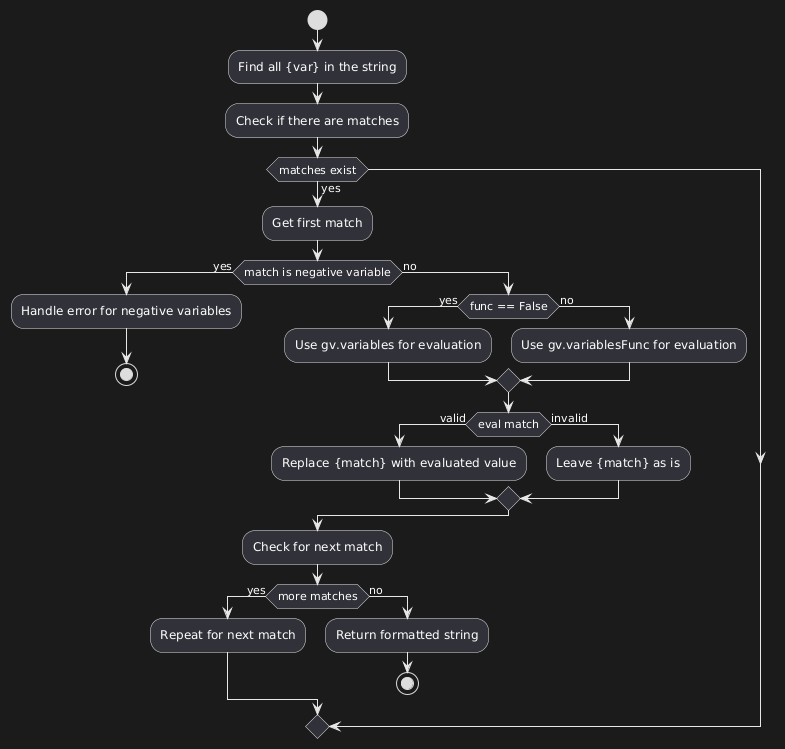 Find all {var} in the string
Check if there are matches
matches exist
yes
Get first match
yes
match is negative variable
no
Handle error for negative variables
yes
func == False
no
Use gv.variables for evaluation
Use gv.variablesFunc for evaluation
valid
eval match
invalid
Replace {match} with evaluated value
Leave {match} as is
Check for next match
yes
more matches
no
Repeat for next match
Return formatted string